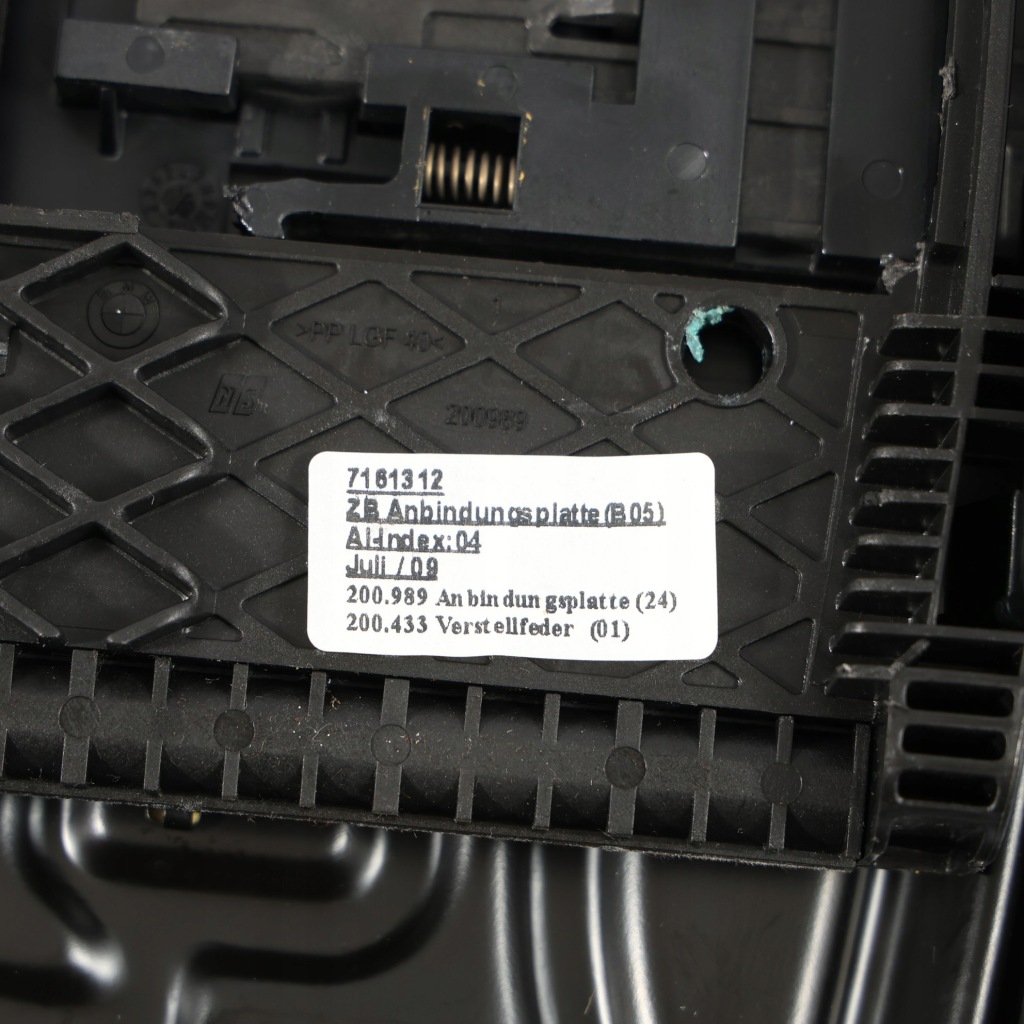 BMW
>PP LGF 40<
200989
7161312
ZB Anbindungsplatte (B05)
AI-Index: 04
Juli / 09
200.989 Anbindungsplatte (24)
200.433 Verstellfeder (01)